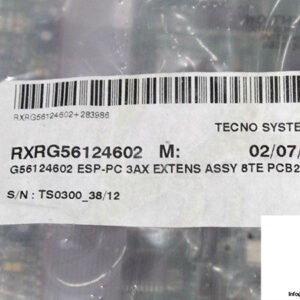 RXRG56124602+283986
TECNO SYSTE
RXRG56124602 M: 02/07/
G56124602 ESP-PC 3AX EXTENS ASSY 8TE PCB2
S/N : TS0300_38/12